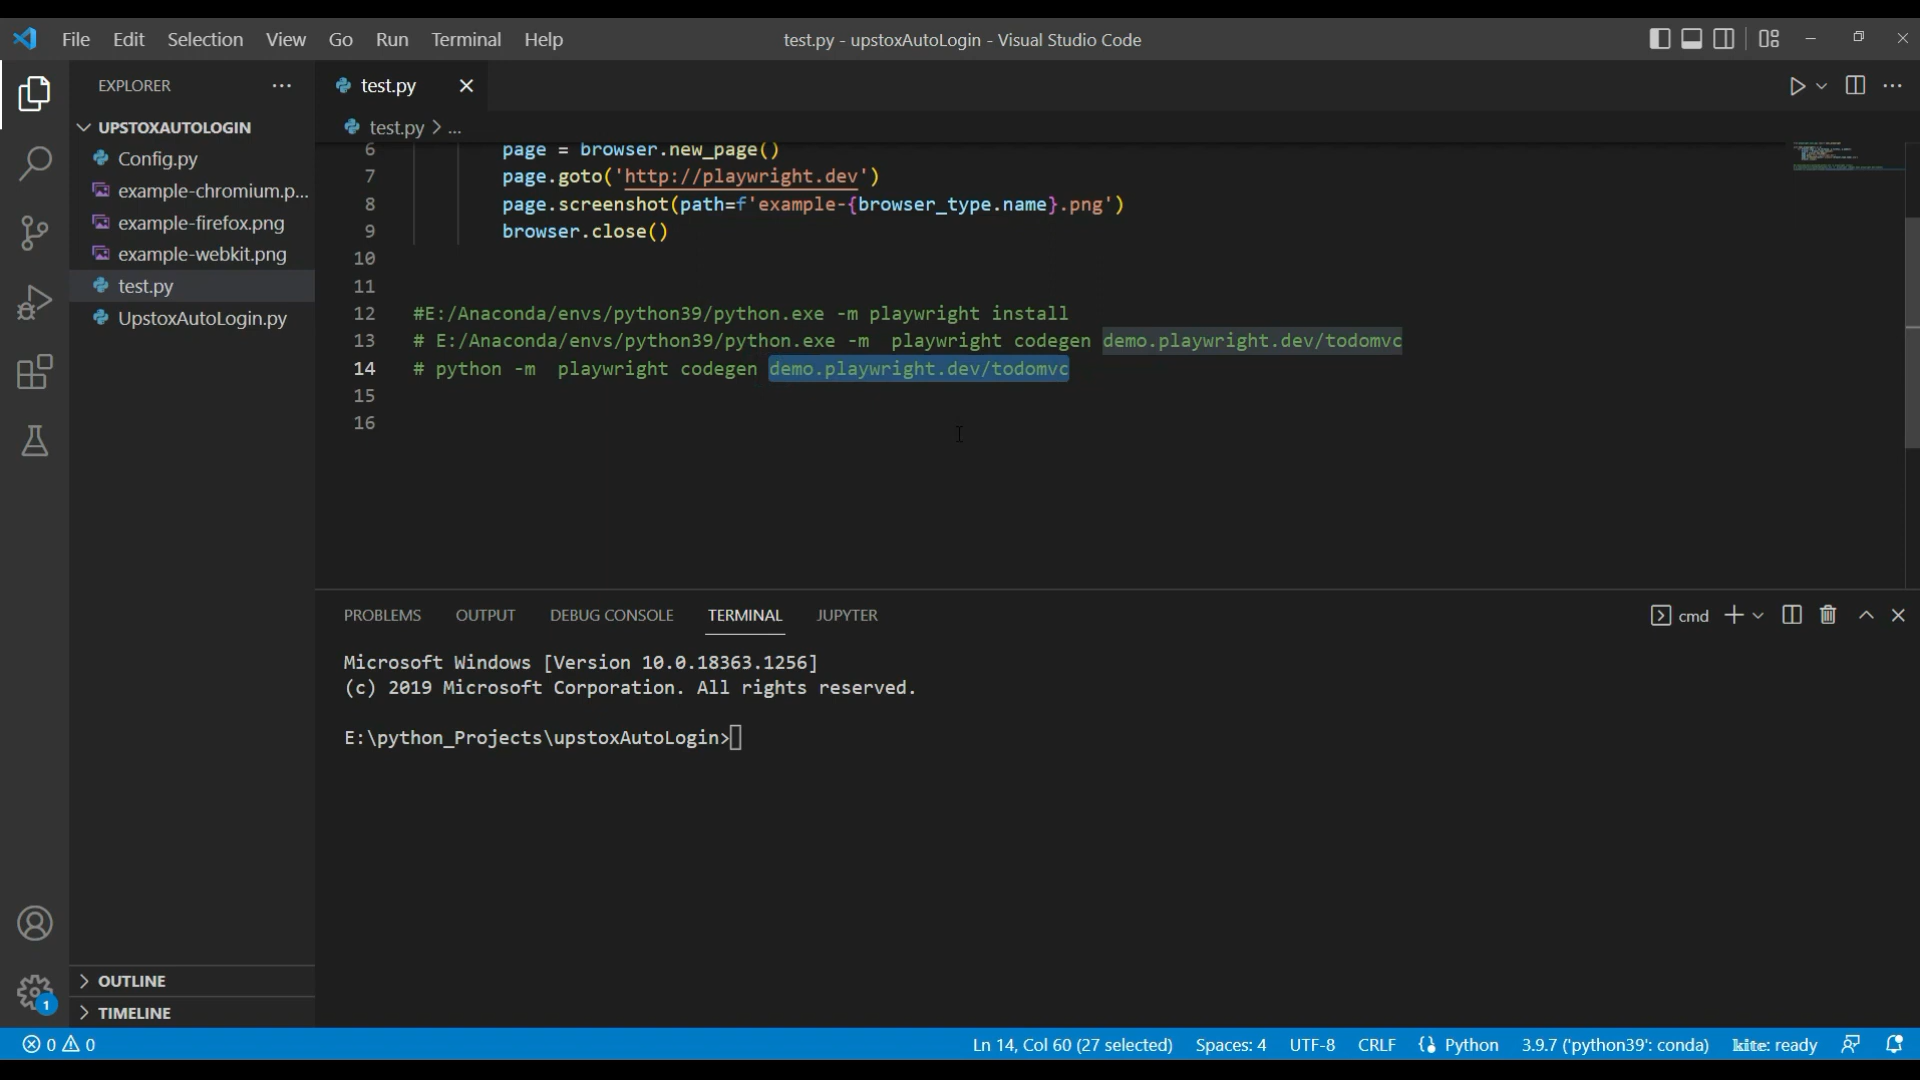 File Edit Selection View Go Run Terminal Help test.py - upstoxAutoLogin - Visual Studio Code
EXPLORER
UPSTOXAUTOLOGIN
Config.py
example-chromium.p...
example-firefox.png
example-webkit.png
test.py
UpstoxAutoLogin.py
OUTLINE
TIMELINE
1
test.py
test.py > ...
6 page = browser.new_page()
7 page.goto('http://playwright.dev')
8 page.screenshot(path=f'example-{browser_type.name}.png')
9 browser.close()
10
11
12 #E:/Anaconda/envs/python39/python.exe -m playwright install
13 # E:/Anaconda/envs/python39/python.exe -m  playwright codegen demo.playwright.dev/todomvc
14 # python -m  playwright codegen demo.playwright.dev/todomvc
15
16
PROBLEMS OUTPUT DEBUG CONSOLE TERMINAL JUPYTER cmd
Microsoft Windows [Version 10.0.18363.1256]
(c) 2019 Microsoft Corporation. All rights reserved.
E:\python_Projects\upstoxAutoLogin>
0 0 Ln 14, Col 60 (27 selected) Spaces: 4 UTF-8 CRLF Python 3.9.7 ('python39': conda) kite: ready